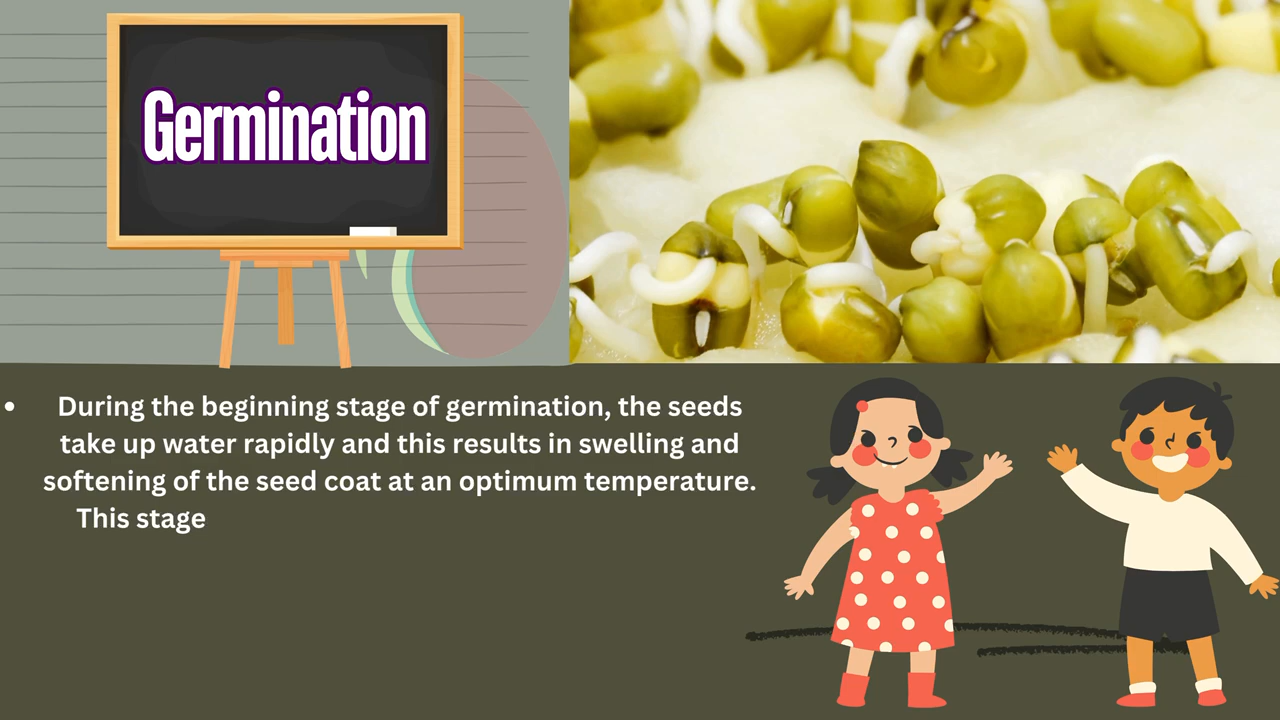 Germination
• During the beginning stage of germination, the seeds
take up water rapidly and this results in swelling and
softening of the seed coat at an optimum temperature.
This stage